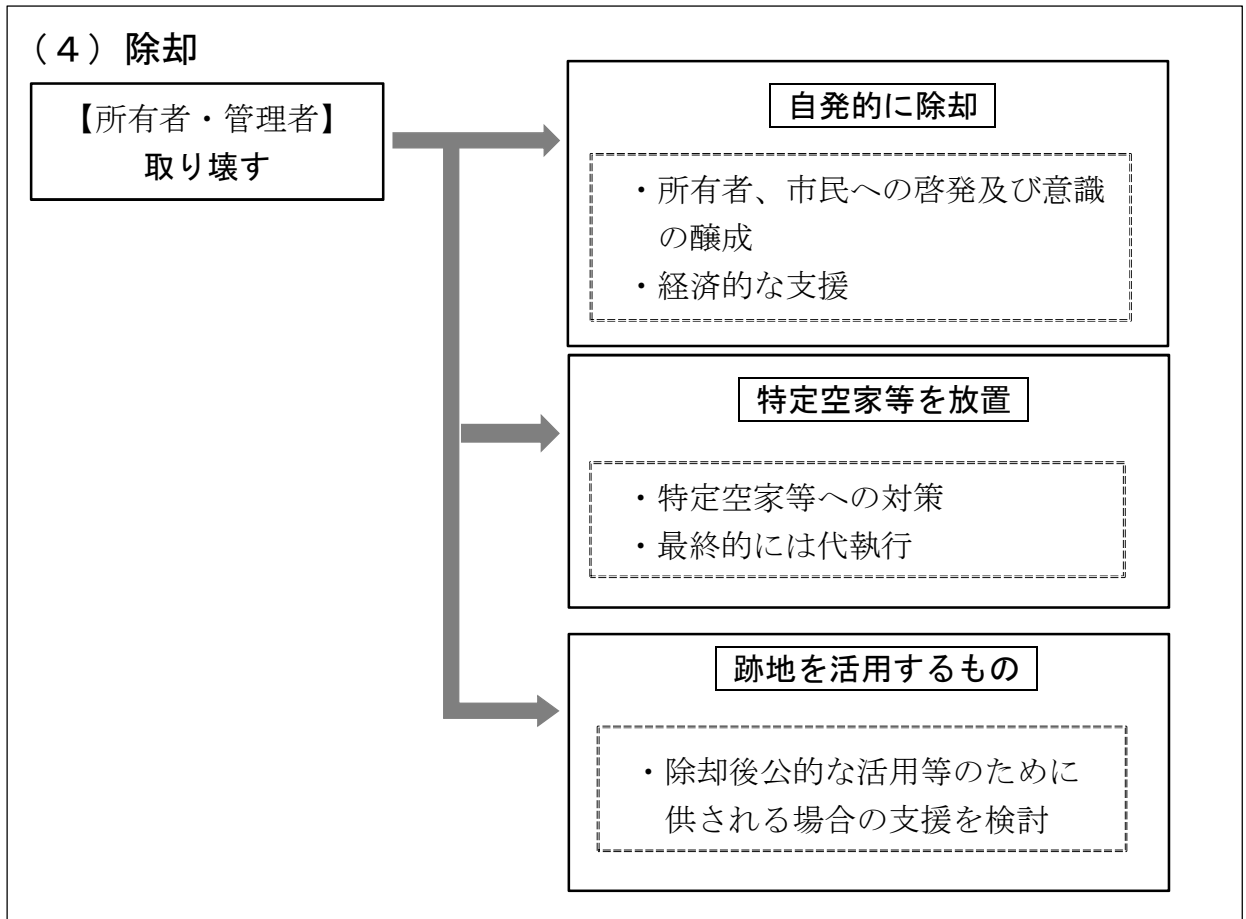 （４）除却
【所有者・管理者】
取り壊す
自発的に除却
・所有者、市民への啓発及び意識
の醸成
・経済的な支援
特定空家等を放置
・特定空家等への対策
・最終的には代執行
跡地を活用するもの
・除却後公的な活用等のために
供される場合の支援を検討